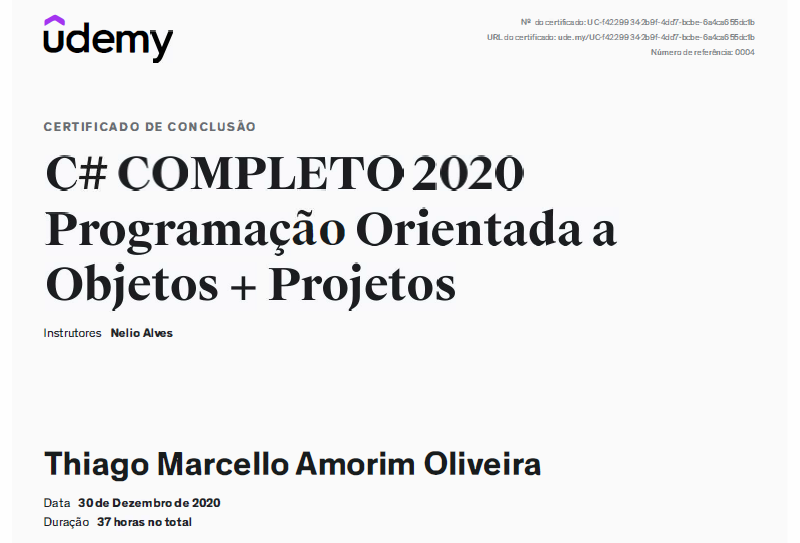 udemy
Nº do certificado: UC-f4229934-2b9f-4dd7-bcbe-6a4ca655dc1b
URL do certificado: ude.my/UC-f4229934-2b9f-4dd7-bcbe-6a4ca655dc1b
Número de referência: 0004
CERTIFICADO DE CONCLUSÃO
C# COMPLETO 2020
Programação Orientada a
Objetos + Projetos
Instrutores Nelio Alves
Thiago Marcello Amorim Oliveira
Data 30 de Dezembro de 2020
Duração 37 horas no total